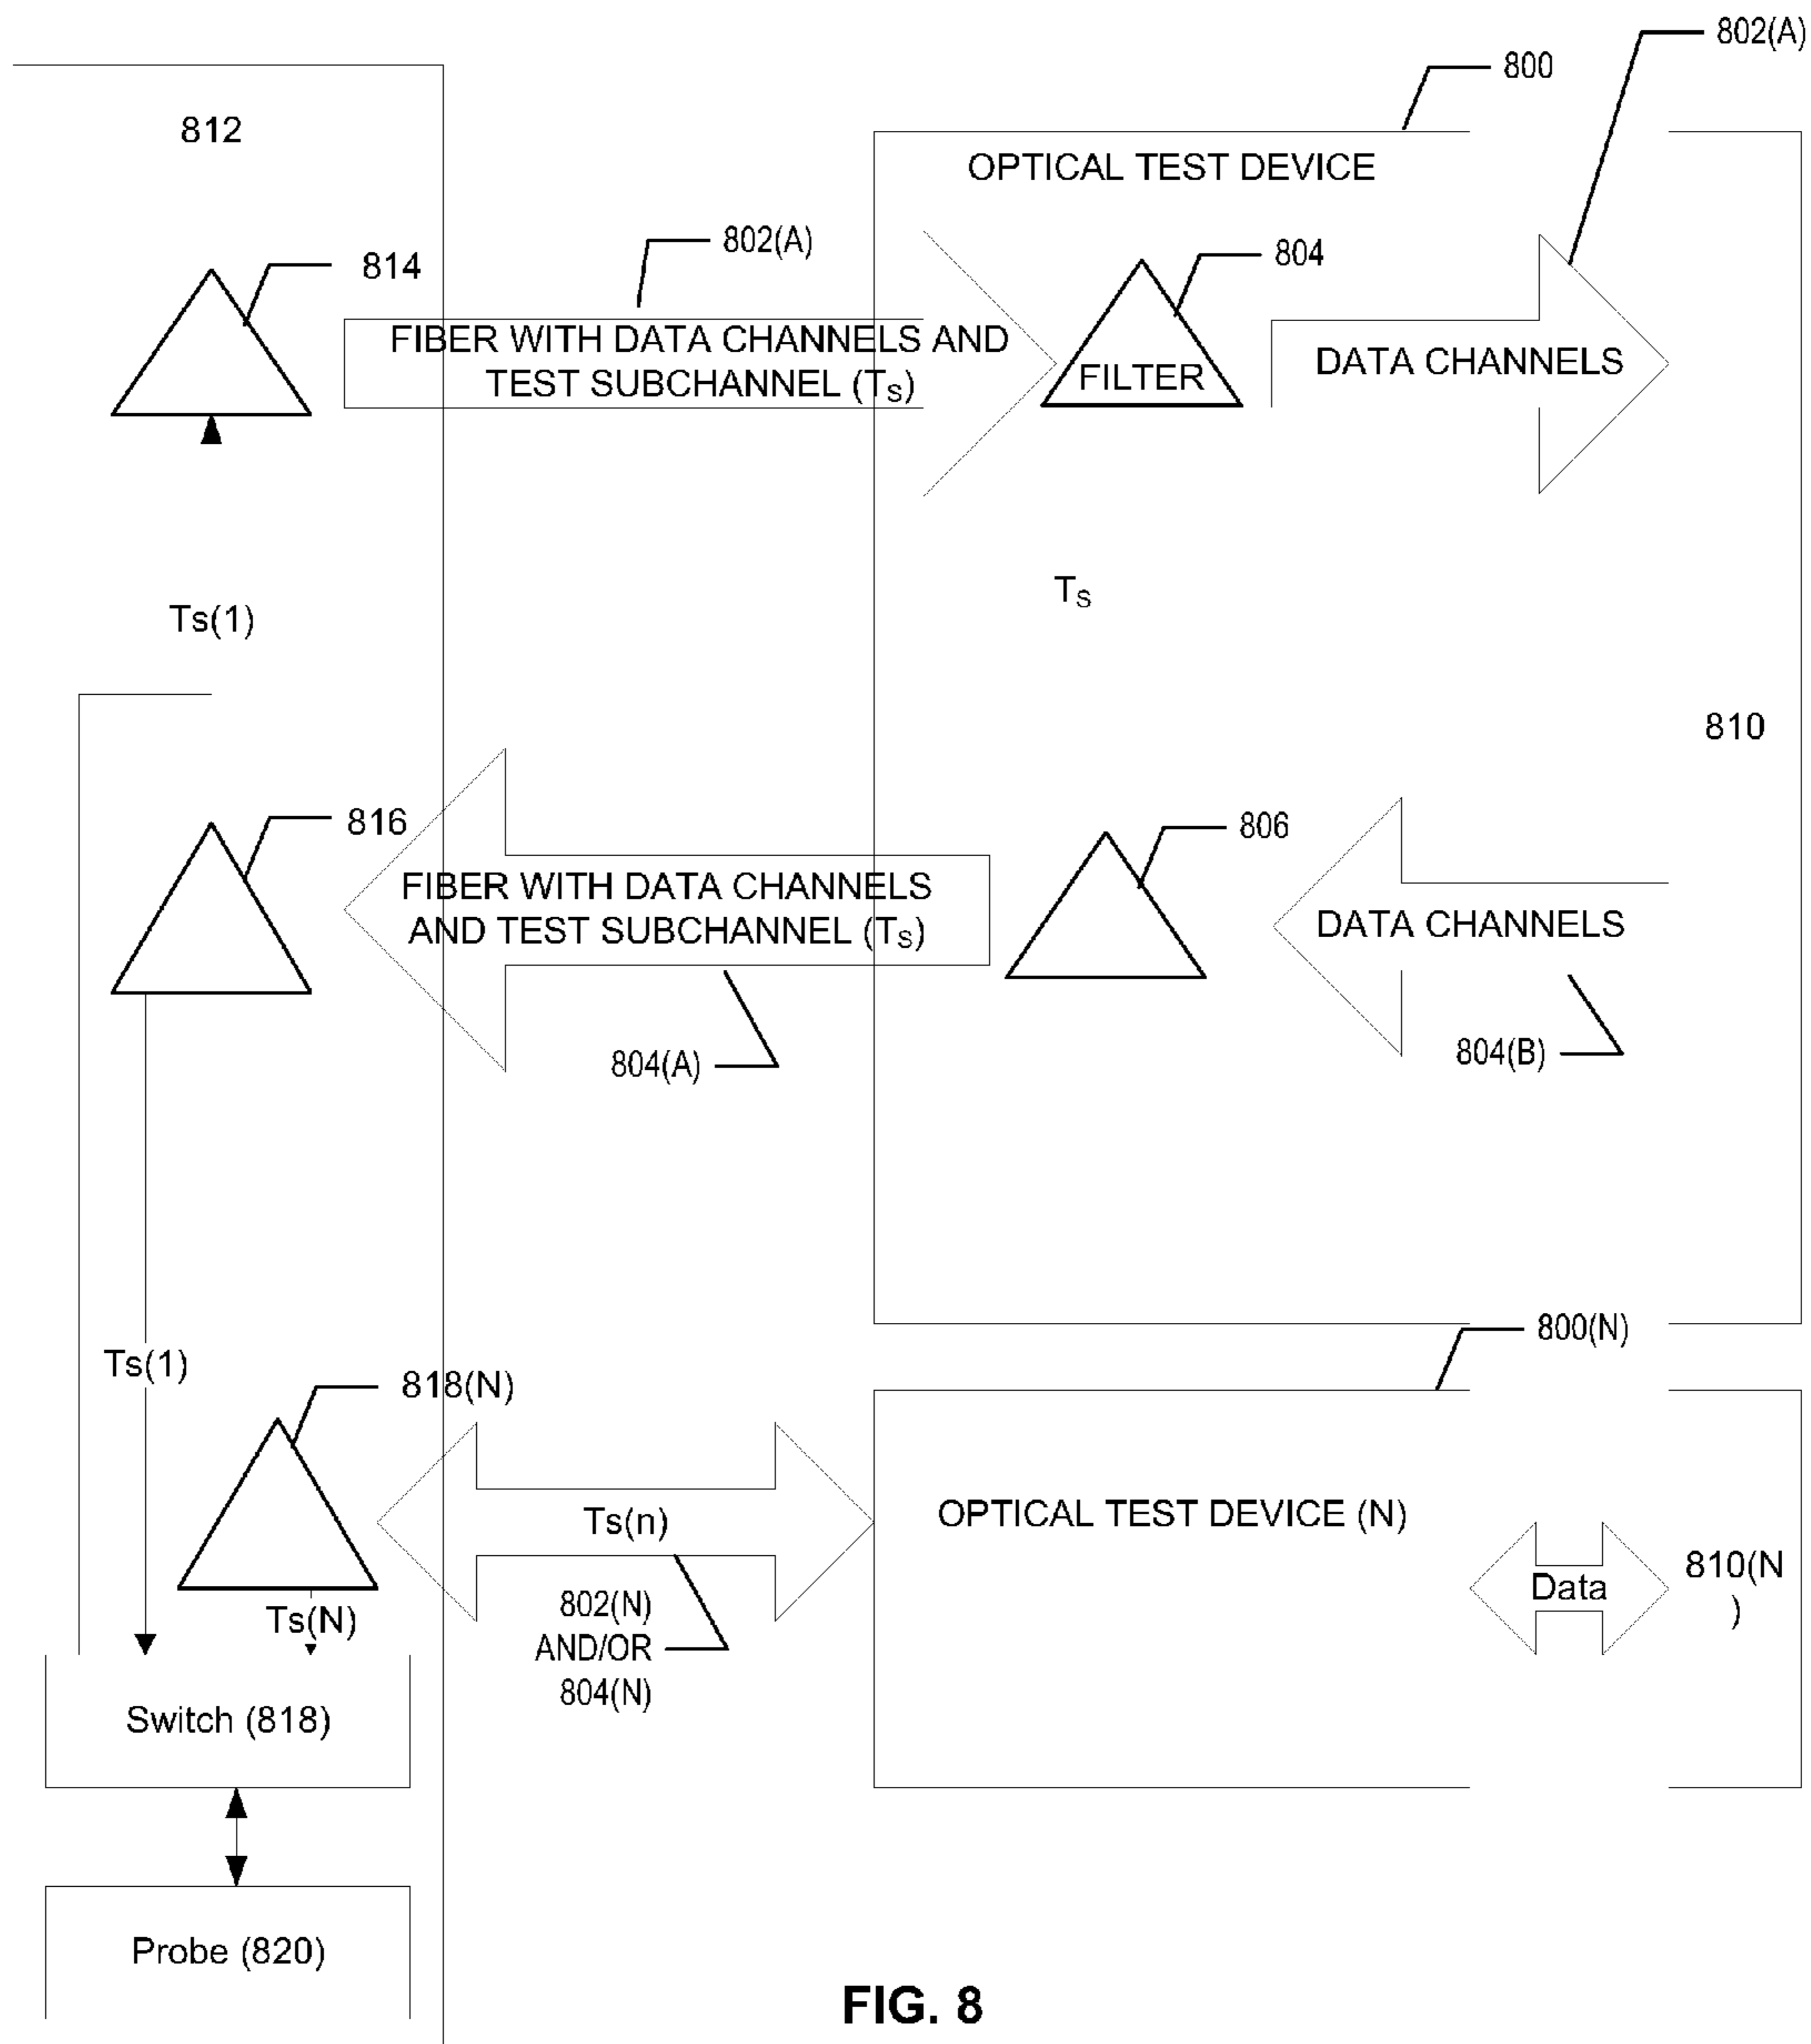 802(A)
800
812
OPTICAL TEST DEVICE
802(A)
804
814
FIBER WITH DATA CHANNELS AND
TEST SUBCHANNEL (TS)
FILTER
DATA CHANNELS
TS
Ts(1)
810
816
806
FIBER WITH DATA CHANNELS
AND TEST SUBCHANNEL (TS)
DATA CHANNELS
804(A)
804(B)
800(N)
Ts(1)
818(N)
Ts(n)
OPTICAL TEST DEVICE (N)
Data
810(N
)
802(N)
AND/OR
804(N)
Ts(N)
Switch (818)
Probe (820)
FIG. 8